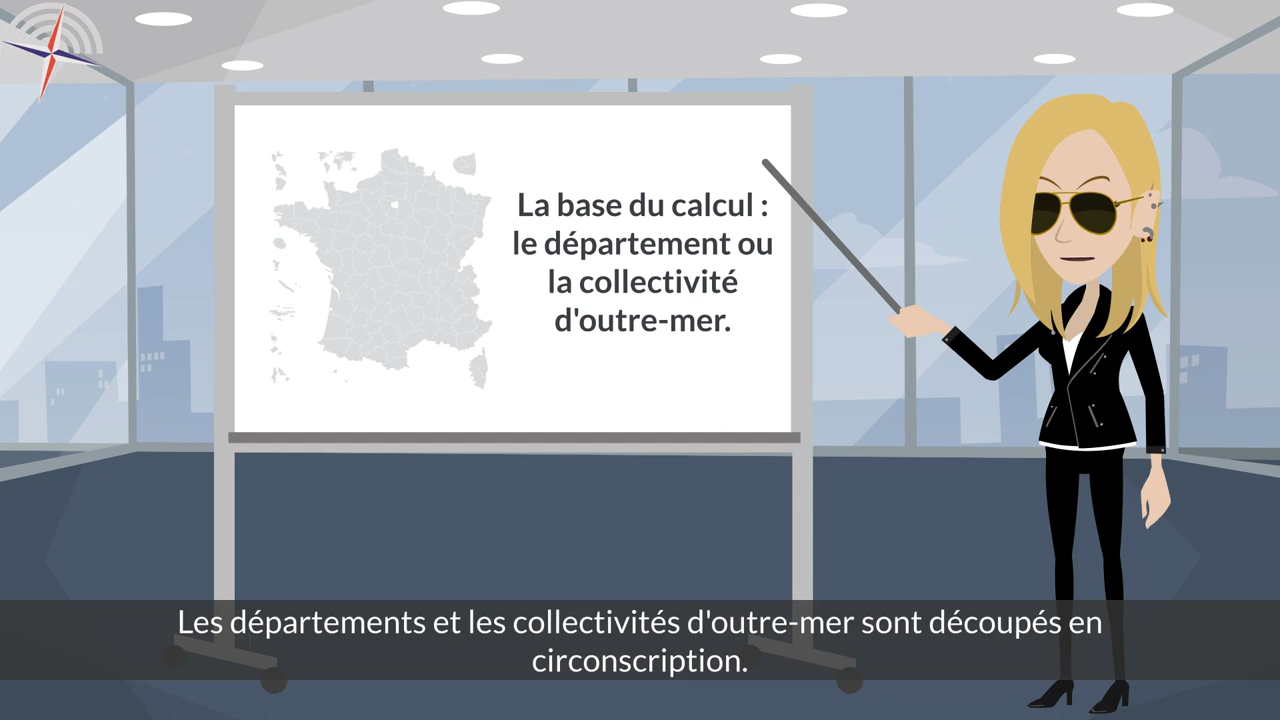 La base du calcul :
le département ou
la collectivité
d'outre-mer.
Les départements et les collectivités d'outre-mer sont découpés en
circonscription.